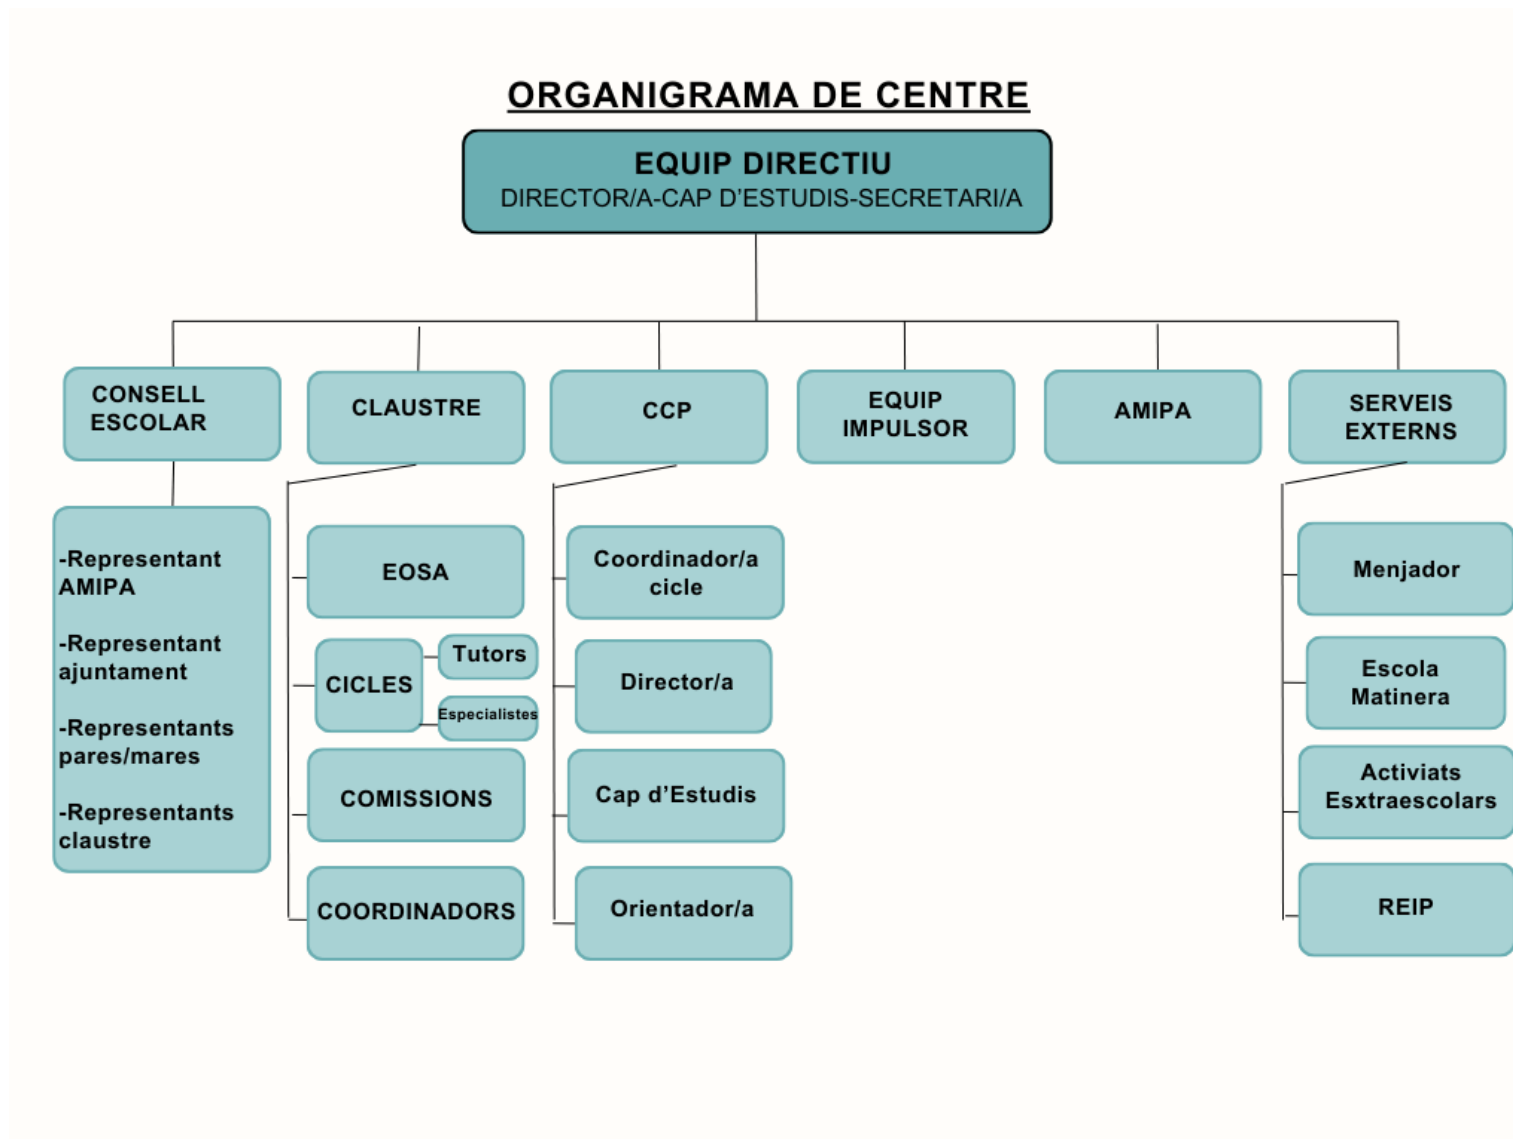 ORGANIGRAMA DE CENTRE
EQUIP DIRECTIU
DIRECTOR/A-CAP D’ESTUDIS-SECRETARI/A
CONSELL
ESCOLAR
CLAUSTRE
CCP
EQUIP
IMPULSOR
AMIPA
SERVEIS
EXTERNS
-Representant
AMIPA
-Representant
ajuntament
-Representants
pares/mares
-Representants
claustre
EOSA
CICLES
Tutors
Especialistes
COMISSIONS
COORDINADORS
Coordinador/a
cicle
Director/a
Cap d’Estudis
Orientador/a
Menjador
Escola
Matinera
Activiats
Esxtraescolars
REIP